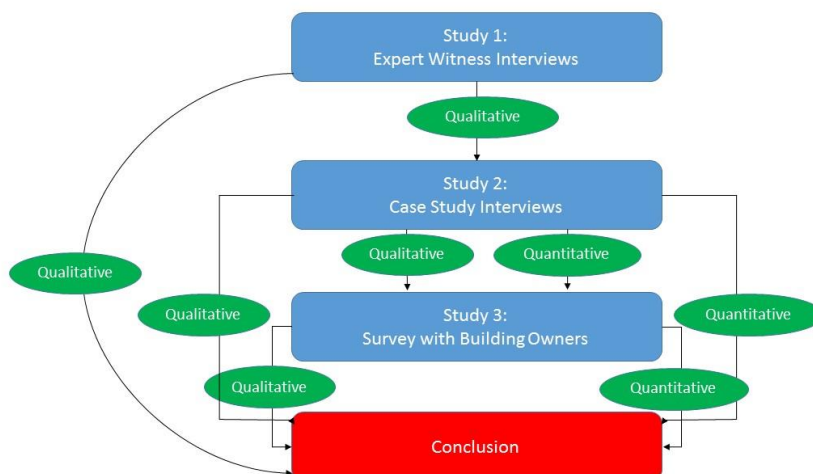 Study 1:
Expert Witness Interviews
Qualitative
Study 2:
Case Study Interviews
Qualitative
Quantitative
Qualitative
Study 3:
Survey with Building Owners
Qualitative
Quantitative
Qualitative
Quantitative
Conclusion